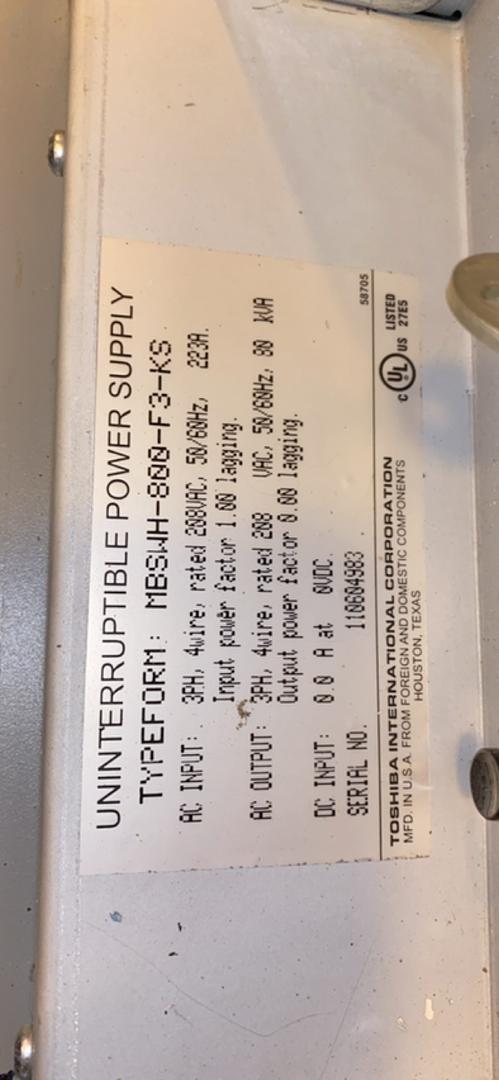 UNINTERRUPTIBLE POWER SUPPLY
TYPEFORM: MBSWH-800-F3-KS
AC INPUT: 3PH, 4wire, rated 208VAC, 50/60Hz, 223A.
Input power factor 1.00 lagging.
AC OUTPUT: 3PH, 4wire, rated 208 VAC, 50/60Hz, 80 kVA
Output power factor 0.00 lagging.
DC INPUT: 0.0 A at 0VDC.
SERIAL NO. 110604983
58705
TOSHIBA INTERNATIONAL CORPORATION
MFD. IN U.S.A. FROM FOREIGN AND DOMESTIC COMPONENTS
HOUSTON, TEXAS
C UL US LISTED
27E5